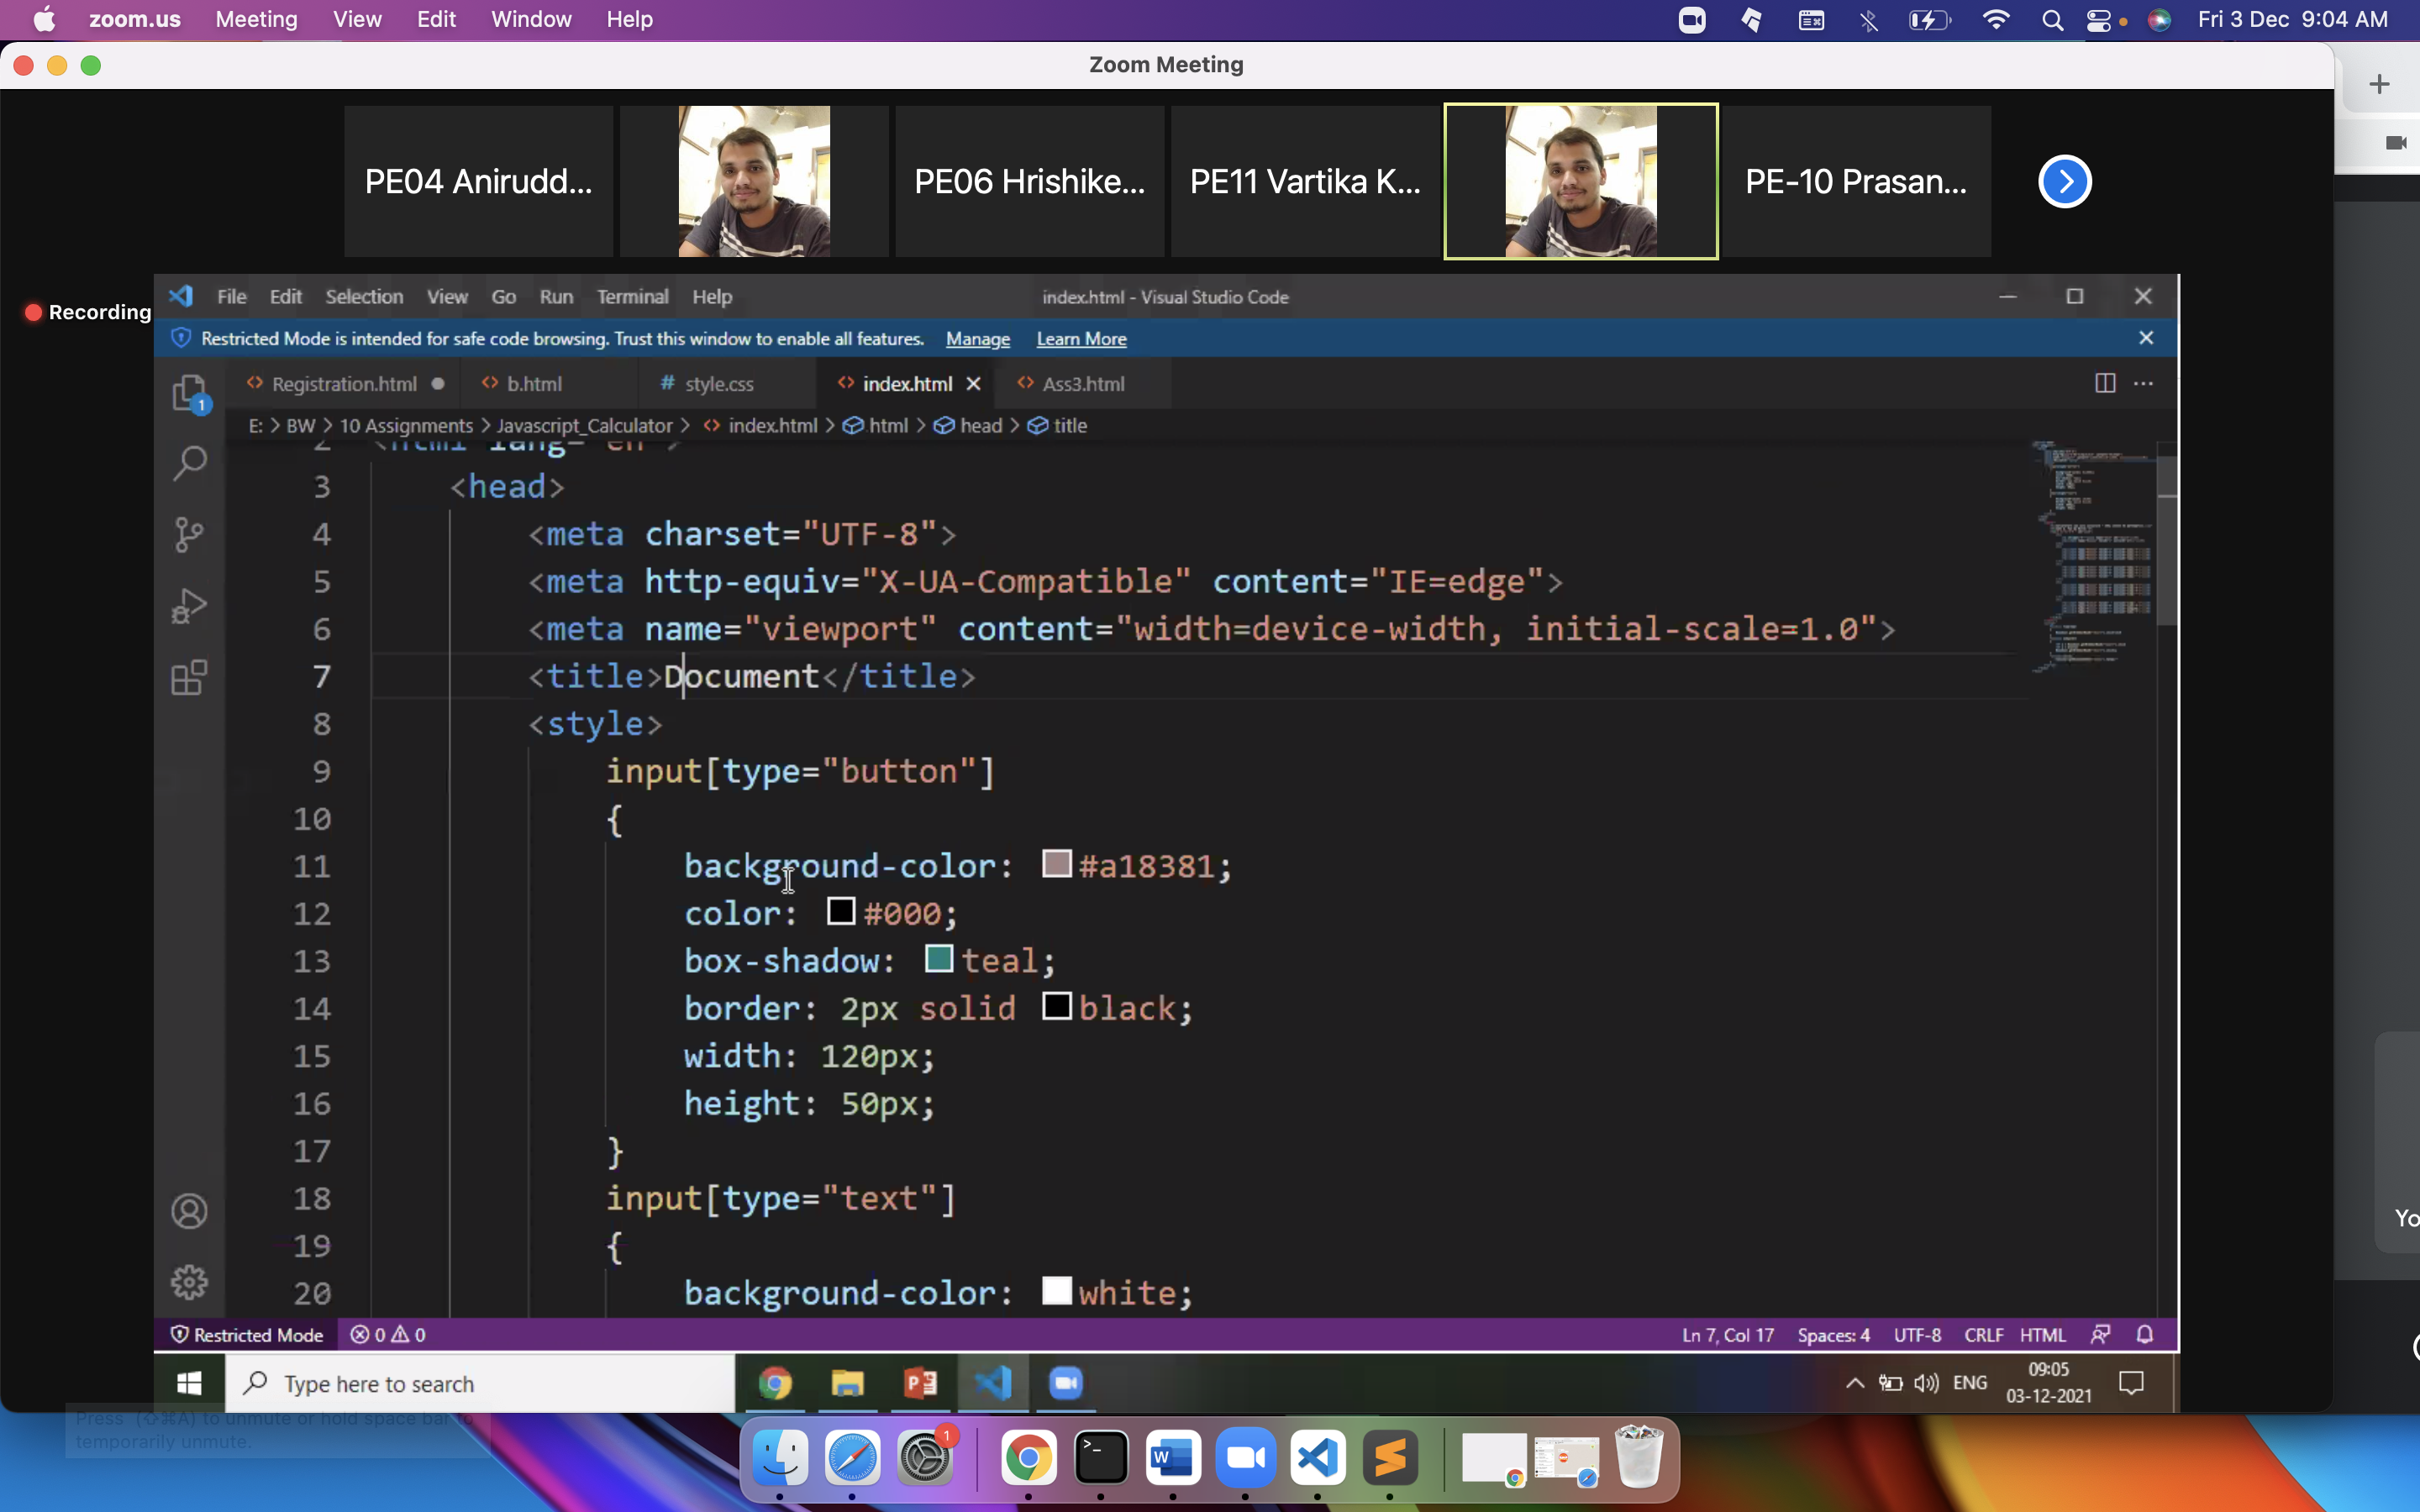 zoom.us Meeting View Edit Window Help Fri 3 Dec 9:04 AM
Zoom Meeting
PE04 Anirudd... PE06 Hrishike... PE11 Vartika K... PE-10 Prasan...
Recording
File Edit Selection View Go Run Terminal Help index.html - Visual Studio Code
Restricted Mode is intended for safe code browsing. Trust this window to enable all features. Manage Learn More
1 <> Registration.html <> b.html # style.css <> index.html <> Ass3.html
E: > BW > 10 Assignments > Javascript_Calculator > <> index.html > html > head > title
2 <html lang="en">
3 <head>
4 <meta charset="UTF-8">
5 <meta http-equiv="X-UA-Compatible" content="IE=edge">
6 <meta name="viewport" content="width=device-width, initial-scale=1.0">
7 <title>Document</title>
8 <style>
9 input[type="button"]
10 {
11 background-color: #a18381;
12 color: #000;
13 box-shadow: teal;
14 border: 2px solid black;
15 width: 120px;
16 height: 50px;
17 }
18 input[type="text"]
19 {
20 background-color: white;
Yo
Restricted Mode 0 0 Ln 7, Col 17 Spaces: 4 UTF-8 CRLF HTML
Type here to search ENG 09:05
03-12-2021
Press (⇧⌘A) to unmute or hold space bar to
temporarily unmute.
1